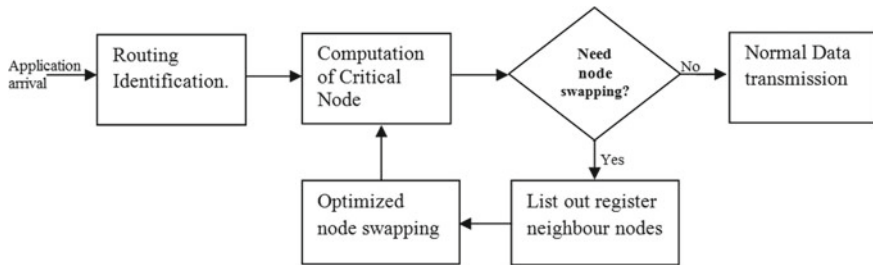 Application
arrival
Routing
Identification.
Computation
of Critical
Node
Need
node
swapping?
No
Normal Data
transmission
Yes
Optimized
node swapping
List out register
neighbour nodes